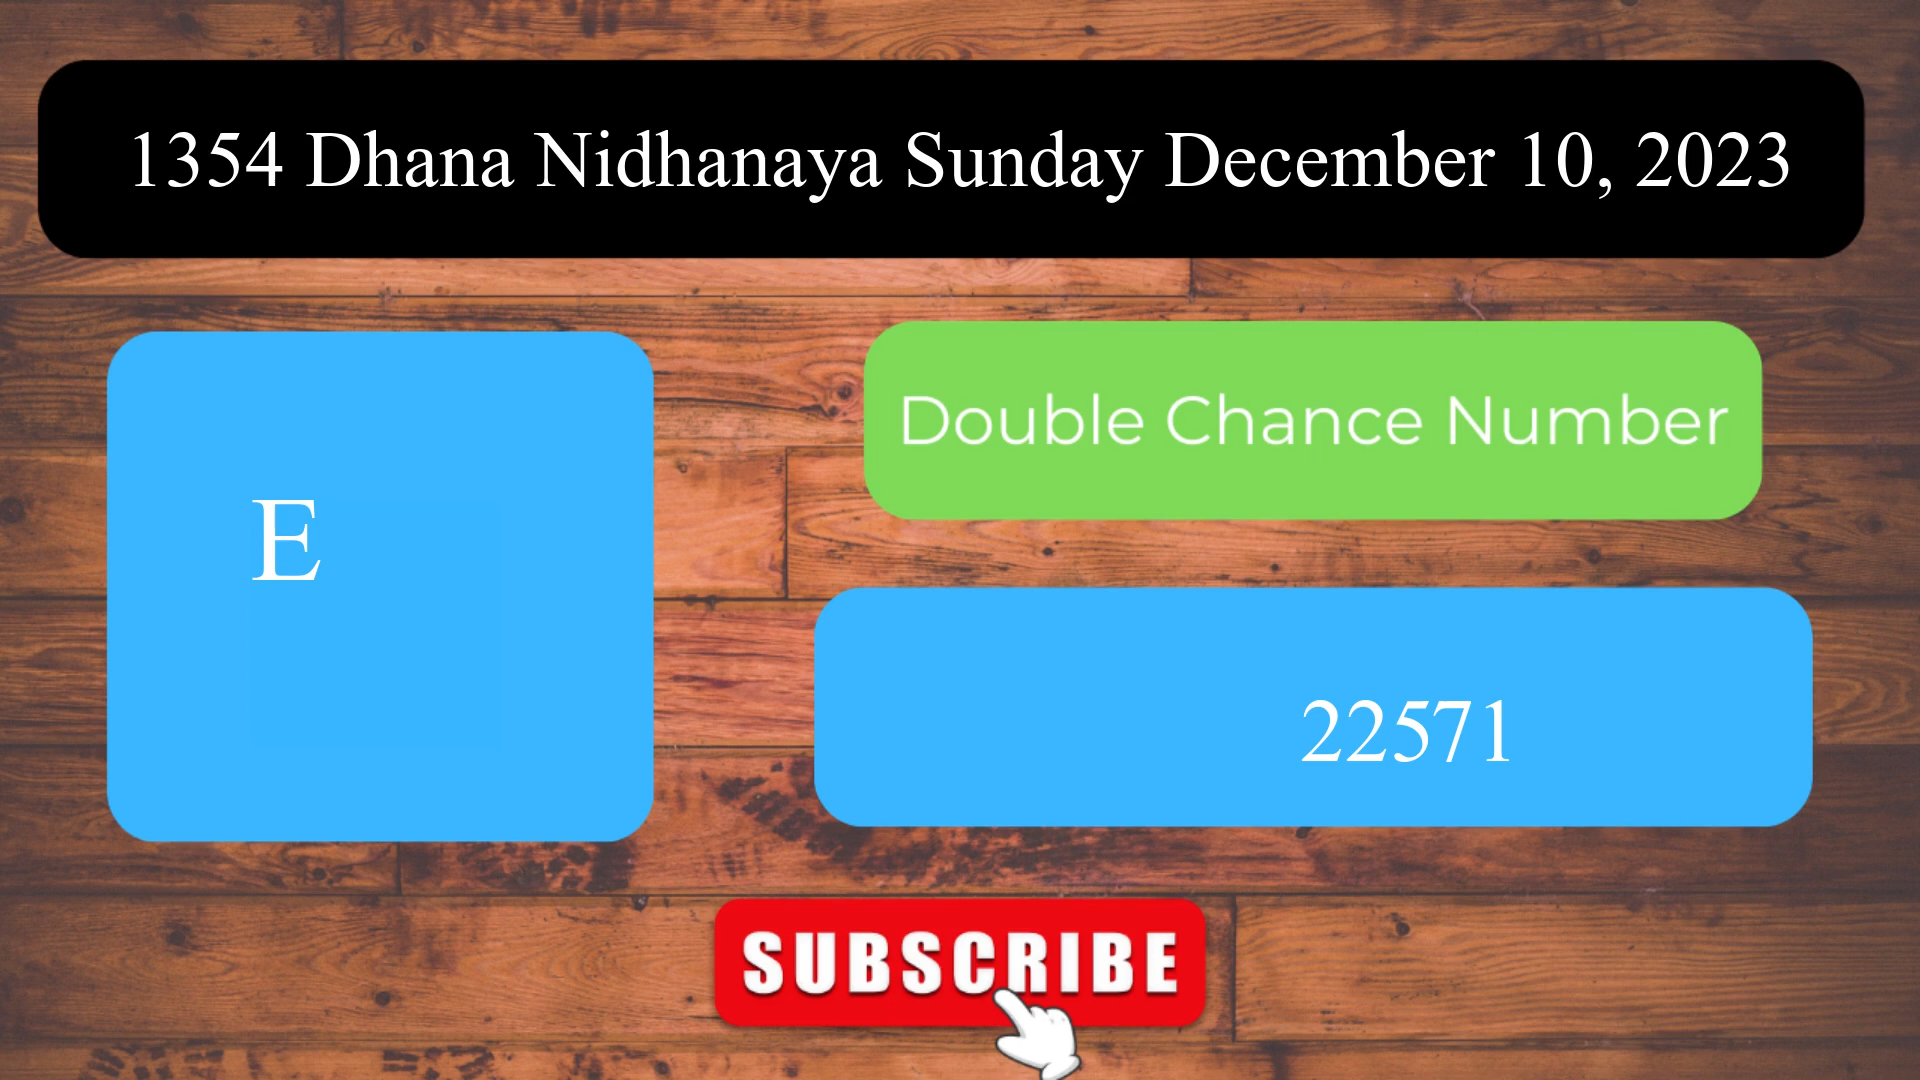 1354 Dhana Nidhanaya Sunday December 10, 2023
E
Double Chance Number
22571
SUBSCRIBE